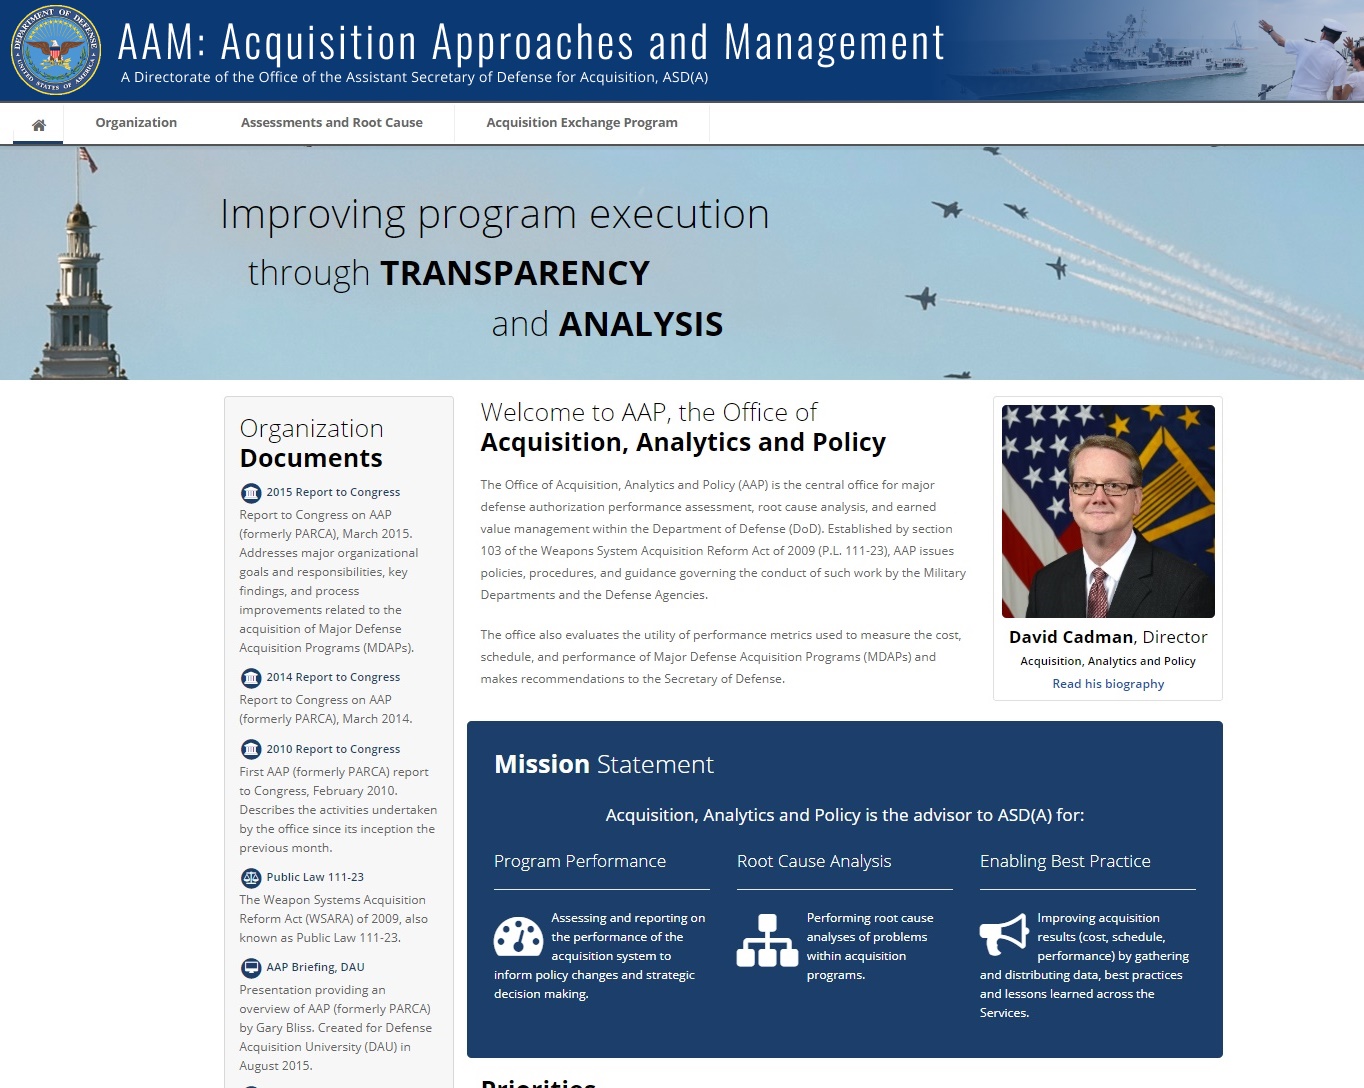 AAM: Acquisition Approaches and Management
A Directorate of the Office of the Assistant Secretary of Defense for Acquisition, ASD(A)
DEPARTMENT OF DEFENSE
UNITED STATES OF AMERICA
Organization
Assessments and Root Cause
Acquisition Exchange Program
Improving program execution
through TRANSPARENCY
and ANALYSIS
Organization
Documents
2015 Report to Congress
Report to Congress on AAP
(formerly PARCA), March 2015.
Addresses major organizational
goals and responsibilities, key
findings, and process
improvements related to the
acquisition of Major Defense
Acquisition Programs (MDAPs).
2014 Report to Congress
Report to Congress on AAP
(formerly PARCA), March 2014.
2010 Report to Congress
First AAP (formerly PARCA) report
to Congress, February 2010.
Describes the activities undertaken
by the office since its inception the
previous month.
Public Law 111-23
The Weapon Systems Acquisition
Reform Act (WSARA) of 2009, also
known as Public Law 111-23.
AAP Briefing, DAU
Presentation providing an
overview of AAP (formerly PARCA)
by Gary Bliss. Created for Defense
Acquisition University (DAU) in
August 2015.
Welcome to AAP, the Office of
Acquisition, Analytics and Policy
The Office of Acquisition, Analytics and Policy (AAP) is the central office for major
defense authorization performance assessment, root cause analysis, and earned
value management within the Department of Defense (DoD). Established by section
103 of the Weapons System Acquisition Reform Act of 2009 (P.L. 111-23), AAP issues
policies, procedures, and guidance governing the conduct of such work by the Military
Departments and the Defense Agencies.
The office also evaluates the utility of performance metrics used to measure the cost,
schedule, and performance of Major Defense Acquisition Programs (MDAPs) and
makes recommendations to the Secretary of Defense.
David Cadman, Director
Acquisition, Analytics and Policy
Read his biography
Mission Statement
Acquisition, Analytics and Policy is the advisor to ASD(A) for:
Program Performance
Assessing and reporting on
the performance of the
acquisition system to
inform policy changes and strategic
decision making.
Root Cause Analysis
Performing root cause
analyses of problems
within acquisition
programs.
Enabling Best Practice
Improving acquisition
results (cost, schedule,
performance) by gathering
and distributing data, best practices
and lessons learned across the
Services.
Priorities